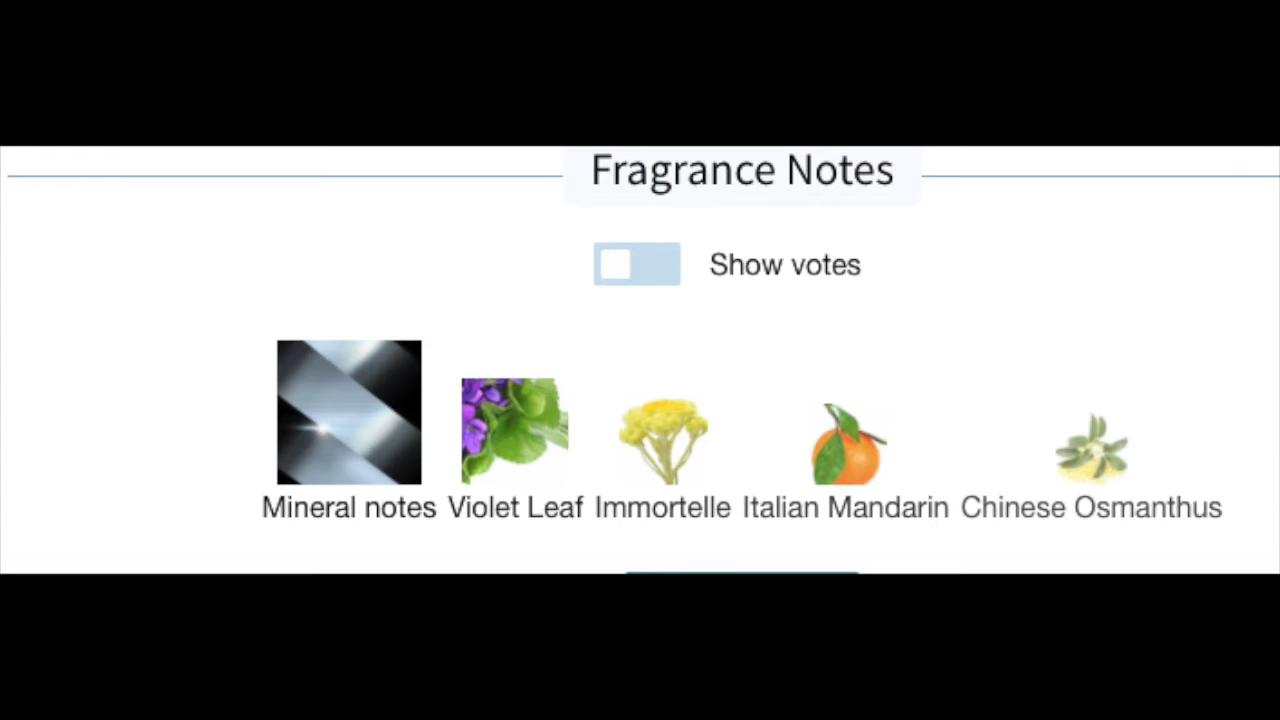 Fragrance Notes
Show votes
Mineral notes Violet Leaf Immortelle Italian Mandarin Chinese Osmanthus